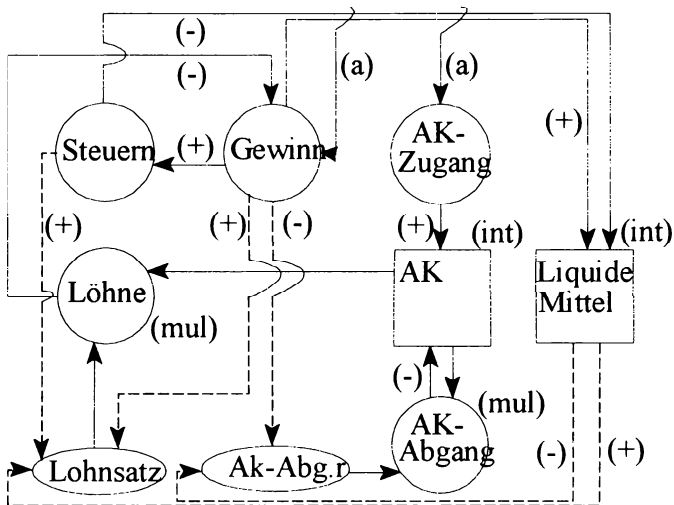 (-)
(-)
(a)
(a)
(+)
Steuern
(+)
Gewinn
AK-
Zugang
(+)
(+)
(-)
(+)
(int)
(int)
Löhne
(mul)
AK
Liquide
Mittel
(-)
(mul)
AK-
Abgang
(-)
(+)
Lohnsatz
Ak-Abg.r